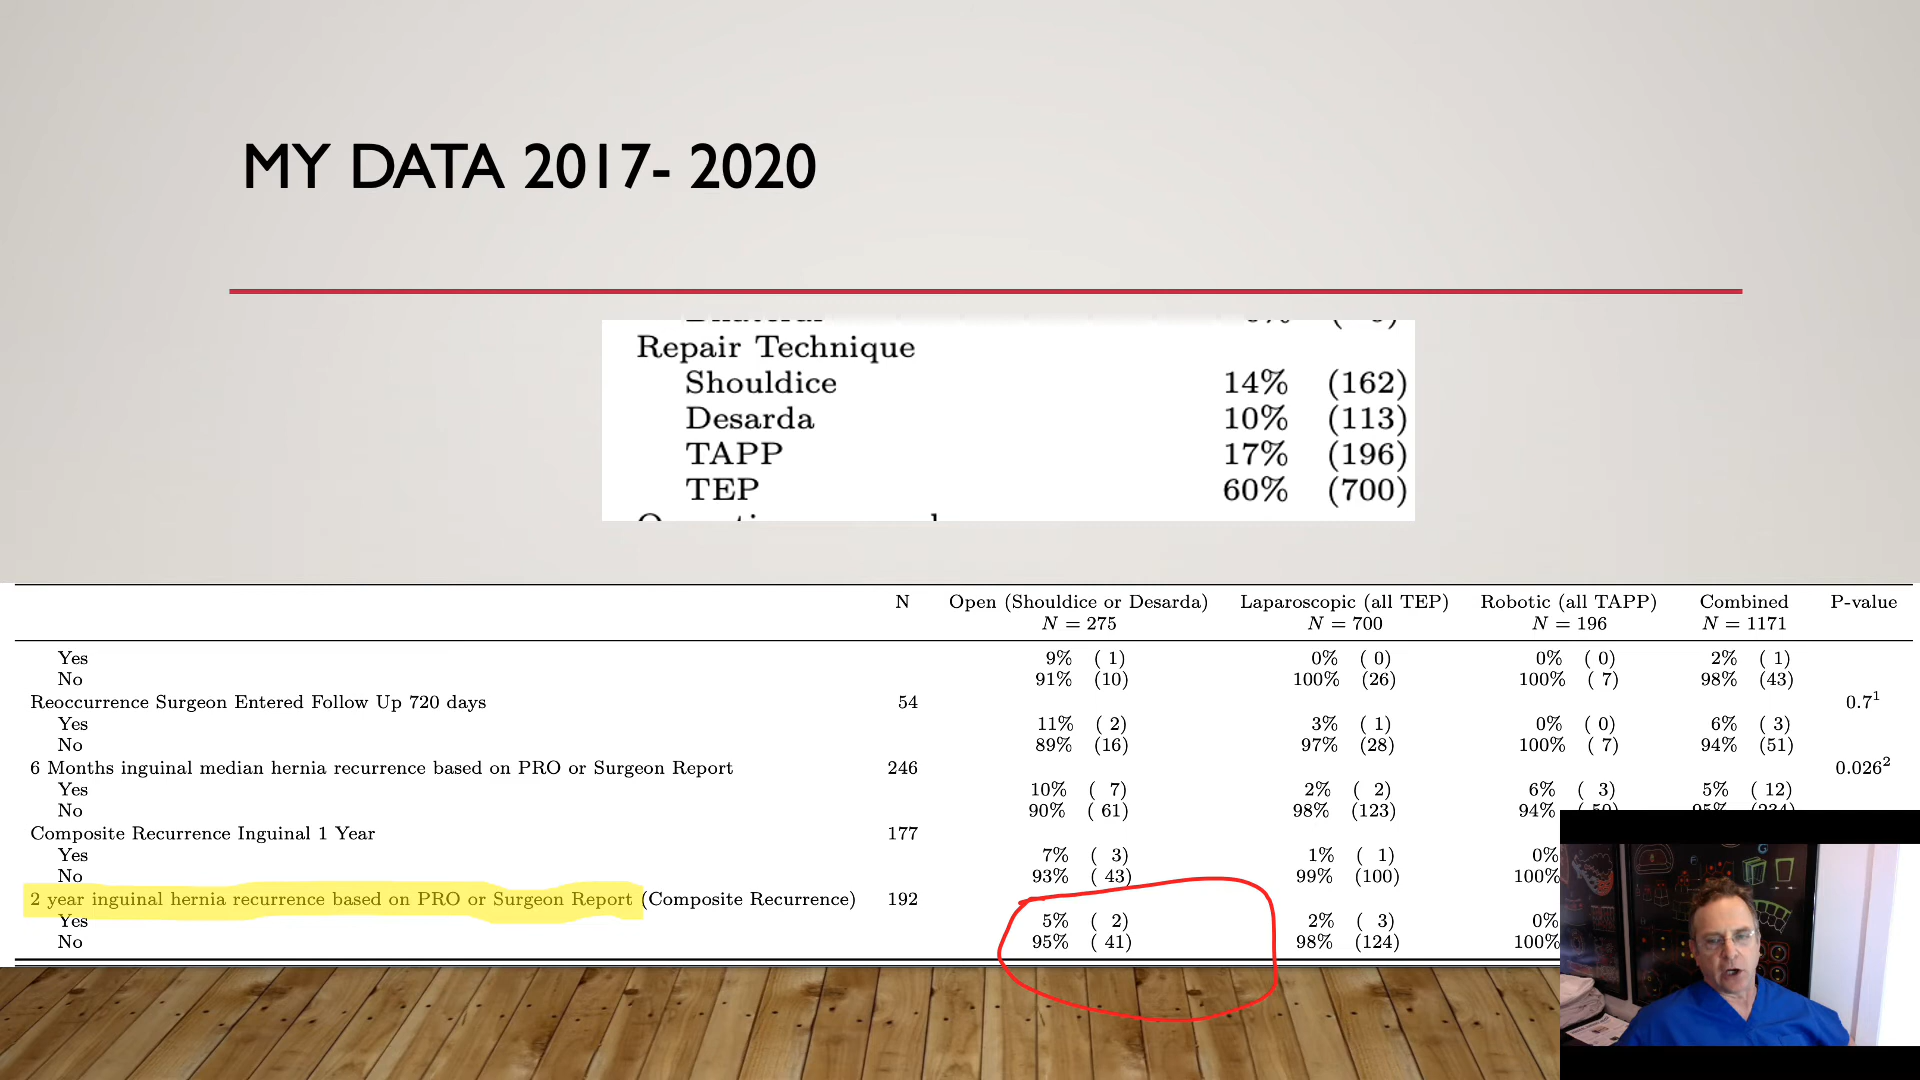 MY DATA 2017- 2020
Repair Technique
Shouldice 14% (162)
Desarda 10% (113)
TAPP 17% (196)
TEP 60% (700)
N Open (Shouldice or Desarda) Laparoscopic (all TEP) Robotic (all TAPP) Combined P-value
N = 275 N = 700 N = 196 N = 1171
Yes 9% ( 1) 0% ( 0) 0% ( 0) 2% ( 1)
No 91% (10) 100% (26) 100% ( 7) 98% (43)
Reoccurrence Surgeon Entered Follow Up 720 days 54 0.7¹
Yes 11% ( 2) 3% ( 1) 0% ( 0) 6% ( 3)
No 89% (16) 97% (28) 100% ( 7) 94% (51)
6 Months inguinal median hernia recurrence based on PRO or Surgeon Report 246 0.026²
Yes 10% ( 7) 2% ( 2) 6% ( 3) 5% ( 12)
No 90% ( 61) 98% (123) 94% ( 50) 95% (234)
Composite Recurrence Inguinal 1 Year 177
Yes 7% ( 3) 1% ( 1) 0%
No 93% ( 43) 99% (100) 100%
2 year inguinal hernia recurrence based on PRO or Surgeon Report (Composite Recurrence) 192
Yes 5% ( 2) 2% ( 3) 0%
No 95% ( 41) 98% (124) 100%